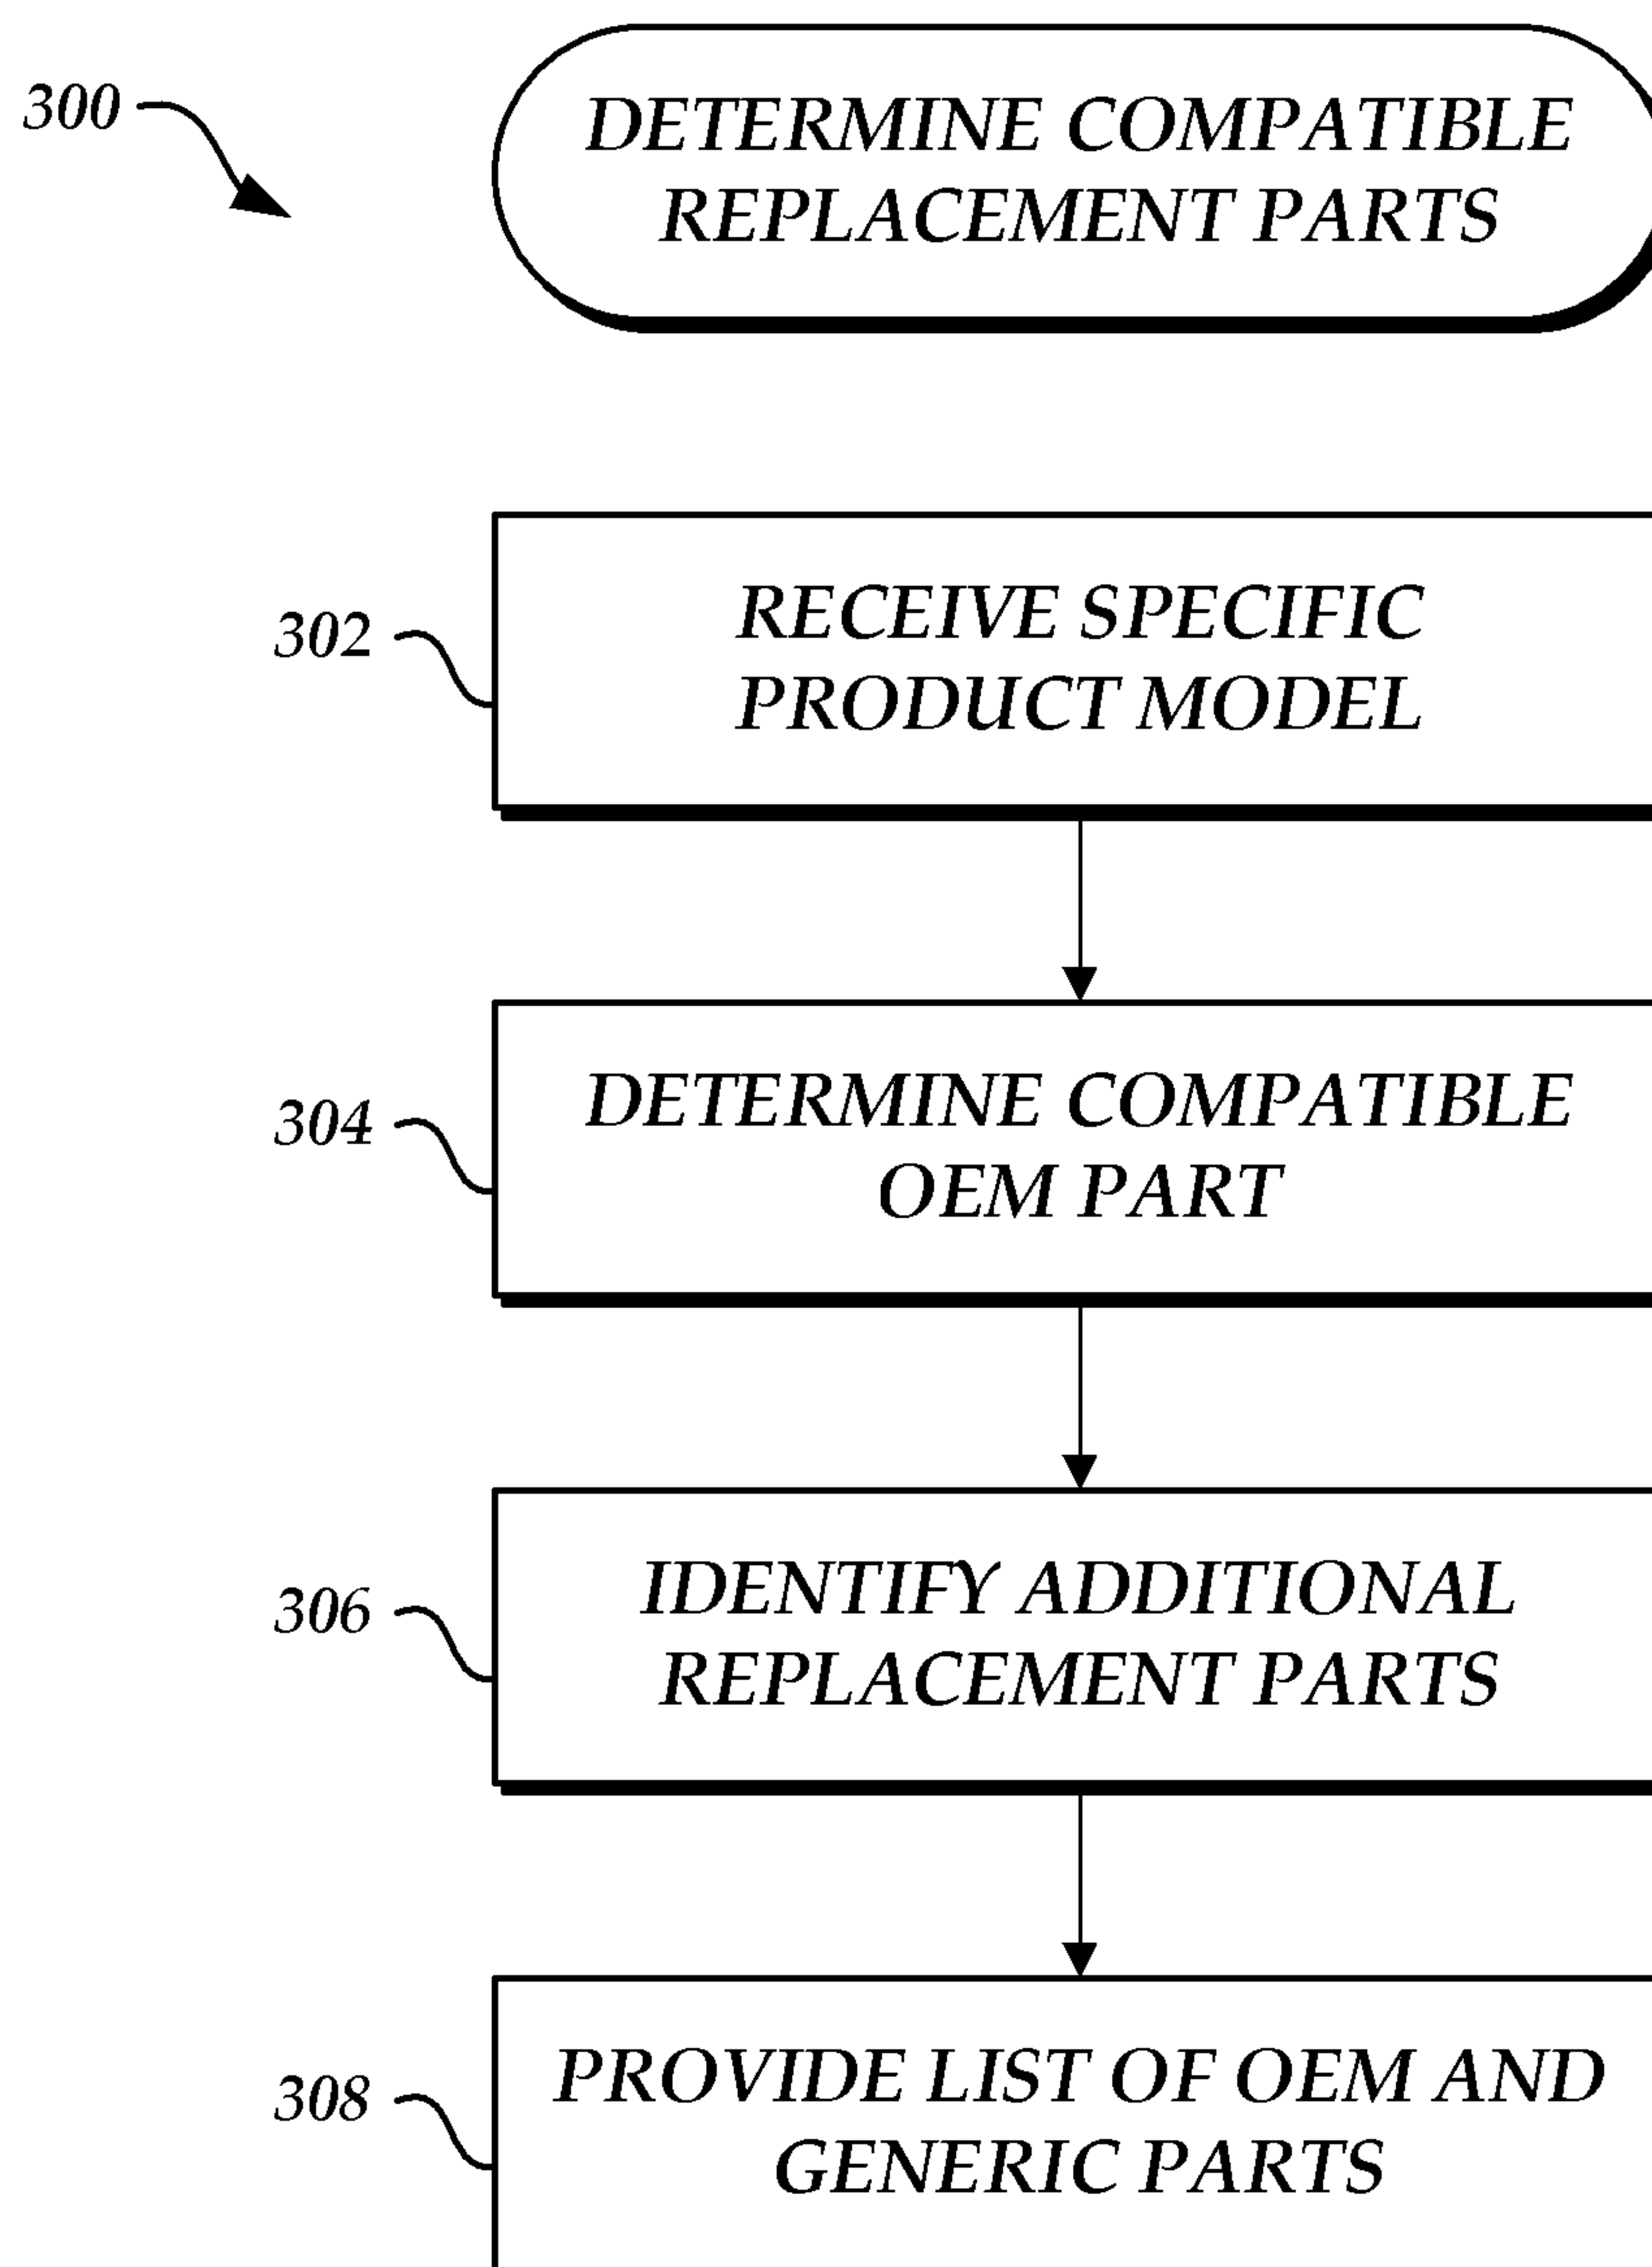 300
DETERMINE COMPATIBLE
REPLACEMENT PARTS
302
RECEIVE SPECIFIC
PRODUCT MODEL
304
DETERMINE COMPATIBLE
OEM PART
306
IDENTIFY ADDITIONAL
REPLACEMENT PARTS
308
PROVIDE LIST OF OEM AND
GENERIC PARTS